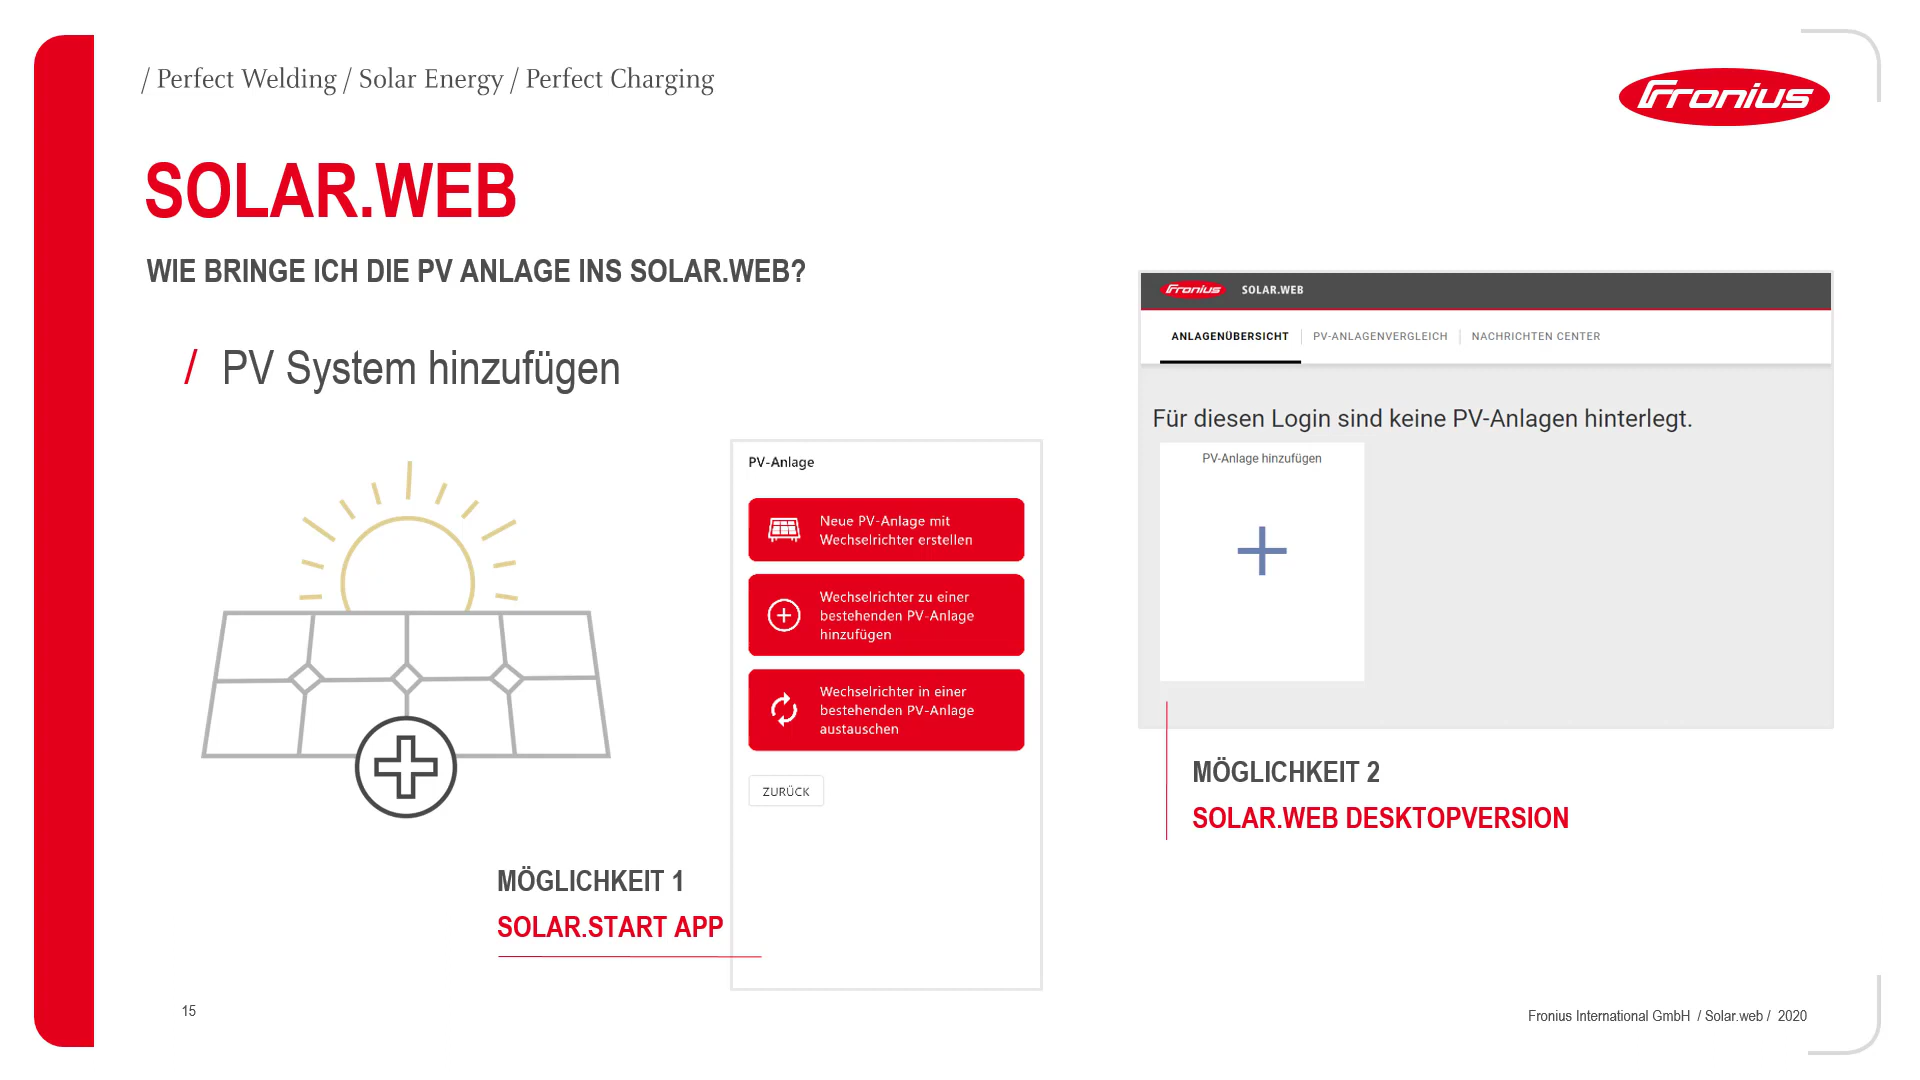 / Perfect Welding / Solar Energy / Perfect Charging
Fronius
SOLAR.WEB
WIE BRINGE ICH DIE PV ANLAGE INS SOLAR.WEB?
/ PV System hinzufügen
PV-Anlage
Neue PV-Anlage mit
Wechselrichter erstellen
Wechselrichter zu einer
bestehenden PV-Anlage
hinzufügen
Wechselrichter in einer
bestehenden PV-Anlage
austauschen
ZURÜCK
MÖGLICHKEIT 1
SOLAR.START APP
Fronius SOLAR.WEB
ANLAGENÜBERSICHT PV-ANLAGENVERGLEICH NACHRICHTEN CENTER
Für diesen Login sind keine PV-Anlagen hinterlegt.
PV-Anlage hinzufügen
MÖGLICHKEIT 2
SOLAR.WEB DESKTOPVERSION
15
Fronius International GmbH / Solar.web / 2020